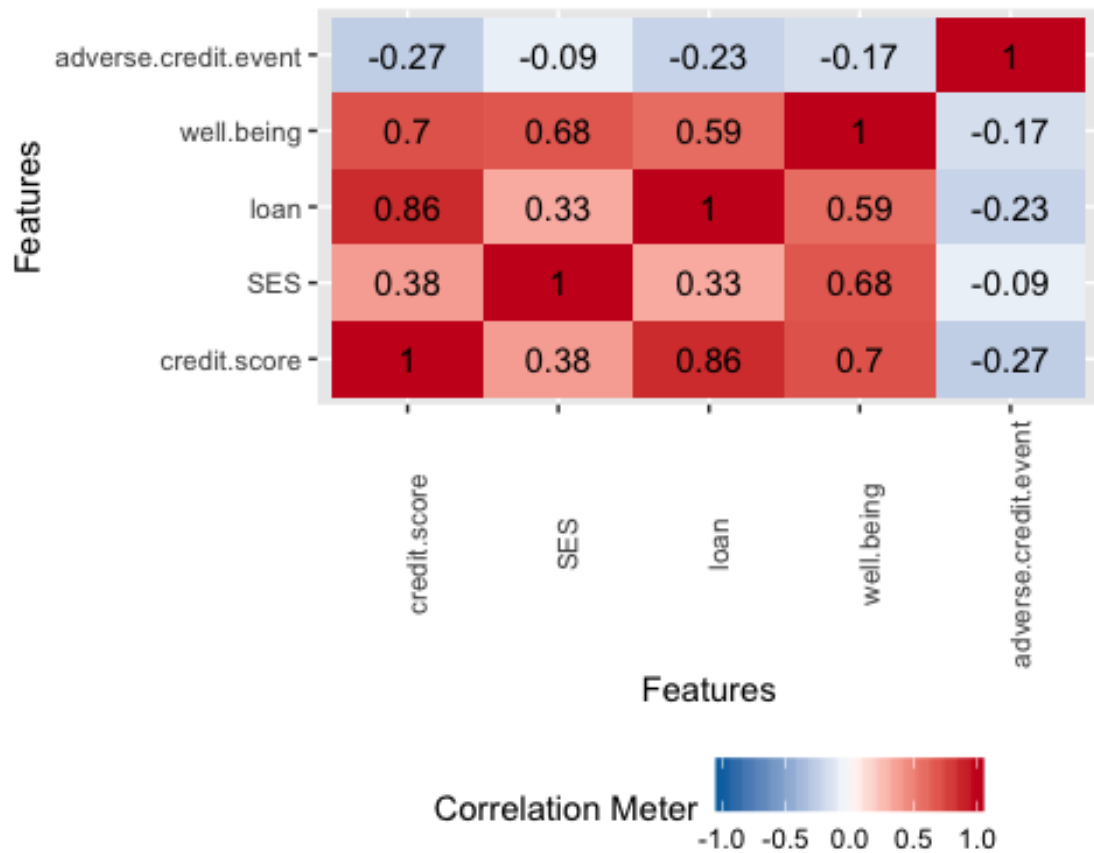 Features
adverse.credit.event -0.27 -0.09 -0.23 -0.17 1
well.being 0.7 0.68 0.59 1 -0.17
loan 0.86 0.33 1 0.59 -0.23
SES 0.38 1 0.33 0.68 -0.09
credit.score 1 0.38 0.86 0.7 -0.27
credit.score SES loan well.being adverse.credit.event
Features
Correlation Meter
-1.0 -0.5 0.0 0.5 1.0